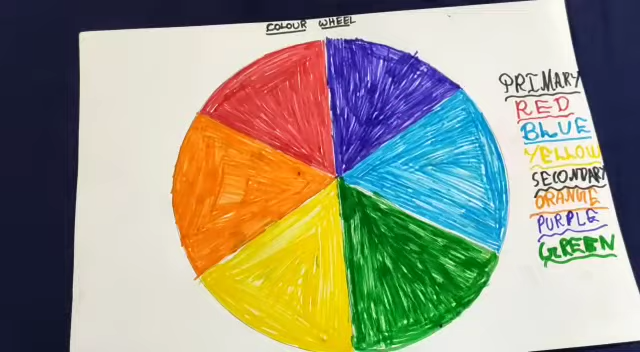 COLOUR WHEEL
PRIMARY
RED
BLUE
YELLOW
SECONDARY
ORANGE
PURPLE
GREEN